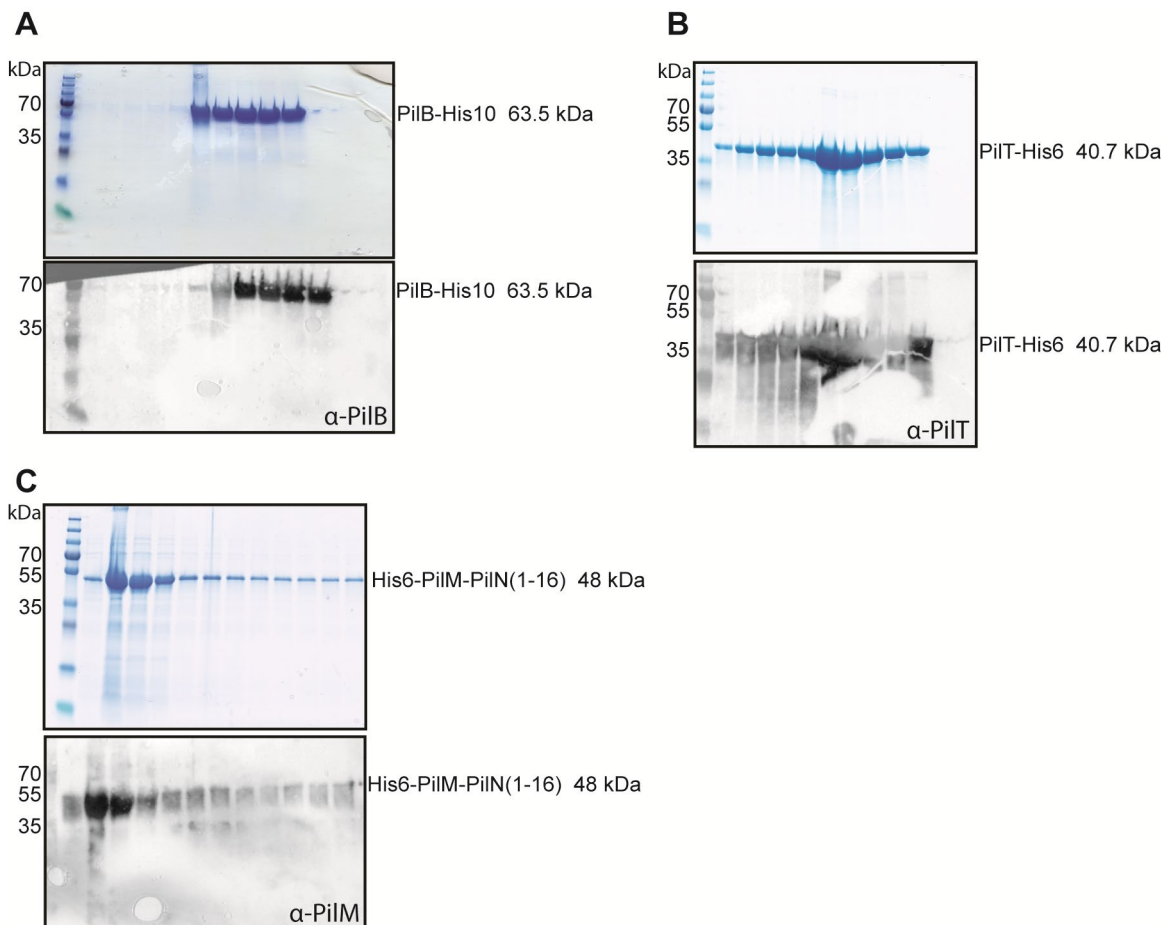 A
kDa
70
35
PilB-His10 63.5 kDa
70
35
PilB-His10 63.5 kDa
α-PilB
B
kDa
70
55
35
PilT-His6 40.7 kDa
70
55
35
PilT-His6 40.7 kDa
α-PilT
C
kDa
70
55
35
His6-PilM-PilN(1-16) 48 kDa
70
55
35
His6-PilM-PilN(1-16) 48 kDa
α-PilM